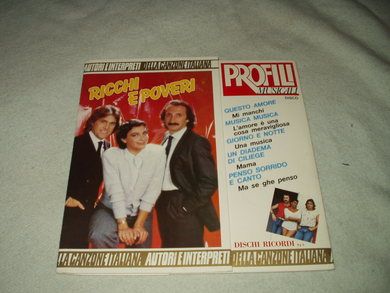 AUTORI E INTERPRETI DELLA CANZONE ITALIANA
RICCHI
E POVERI
PROFILI
MUSICALI
DISCO
QUESTO AMORE
Mi manchi
MUSICA MUSICA
L'amore è una
cosa meravigliosa
GIORNO E NOTTE
Una musica
UN DIADEMA
DI CILIEGE
Mama
PENSO SORRIDO
E CANTO
Ma se ghe penso
DISCHI RICORDI s.p.a.
LA CANZONE ITALIANA AUTORI E INTERPRETI DELLA CANZONE ITALIANA